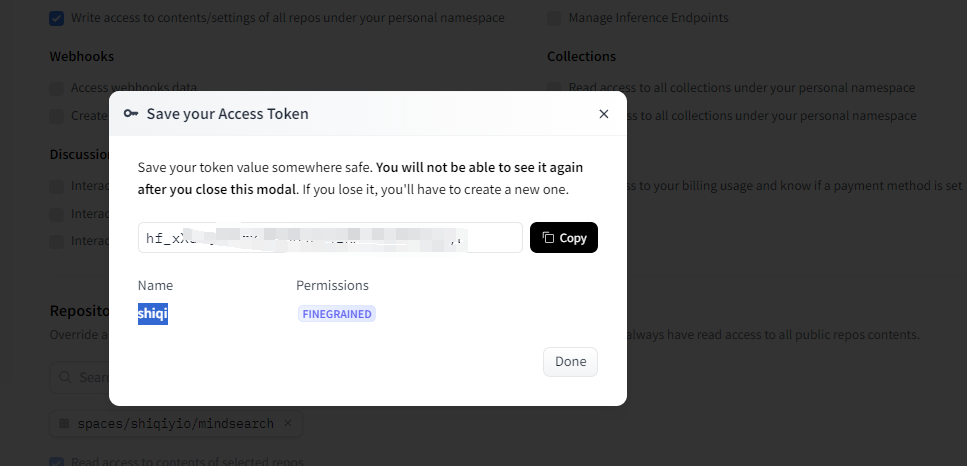 Write access to contents/settings of all repos under your personal namespace
Manage Inference Endpoints
Webhooks
Collections
Access webhooks data
Read access to all collections under your personal namespace
Create
to all collections under your personal namespace
Save your Access Token
Save your token value somewhere safe. You will not be able to see it again
after you close this modal. If you lose it, you'll have to create a new one.
Discussion
Interac
to your billing usage and know if a payment method is set
Interac
Interac
hf_xX
Copy
Name
Permissions
shiqi
FINEGRAINED
Reposito
Override a
always have read access to all public repos contents.
Done
Sear
spaces/shiqiyio/mindsearch
Read access to contents of selected repos